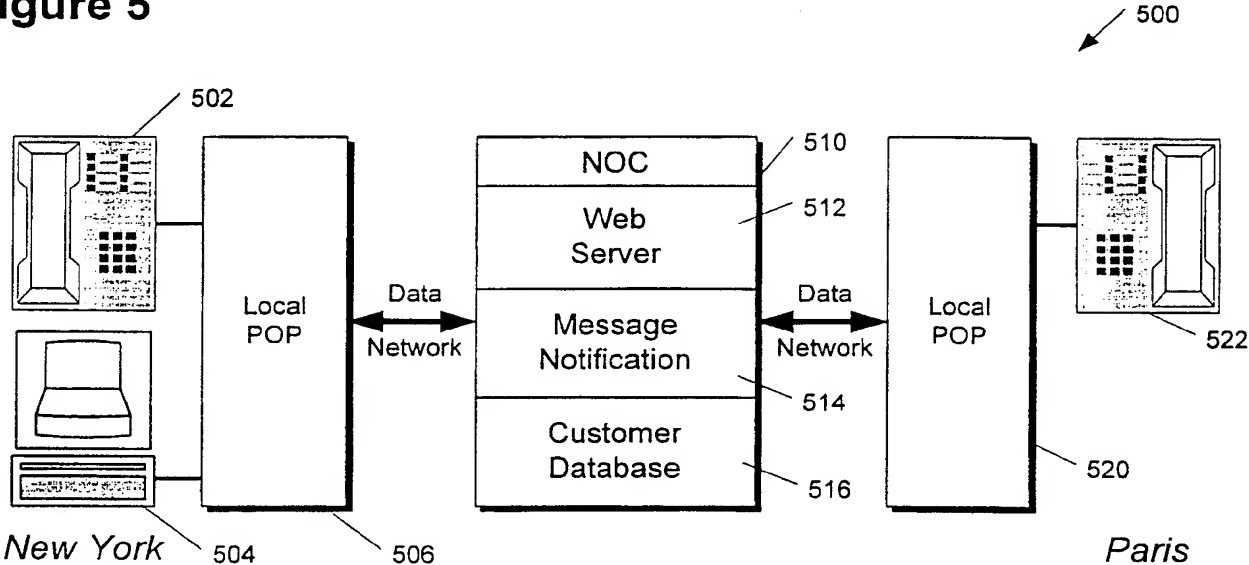 igure 5
500
502
510
NOC
512
Web
Server
Local
POP
Data
Network
Message
Notification
Data
Network
Local
POP
522
514
Customer
Database
516
520
New York
504
506
Paris